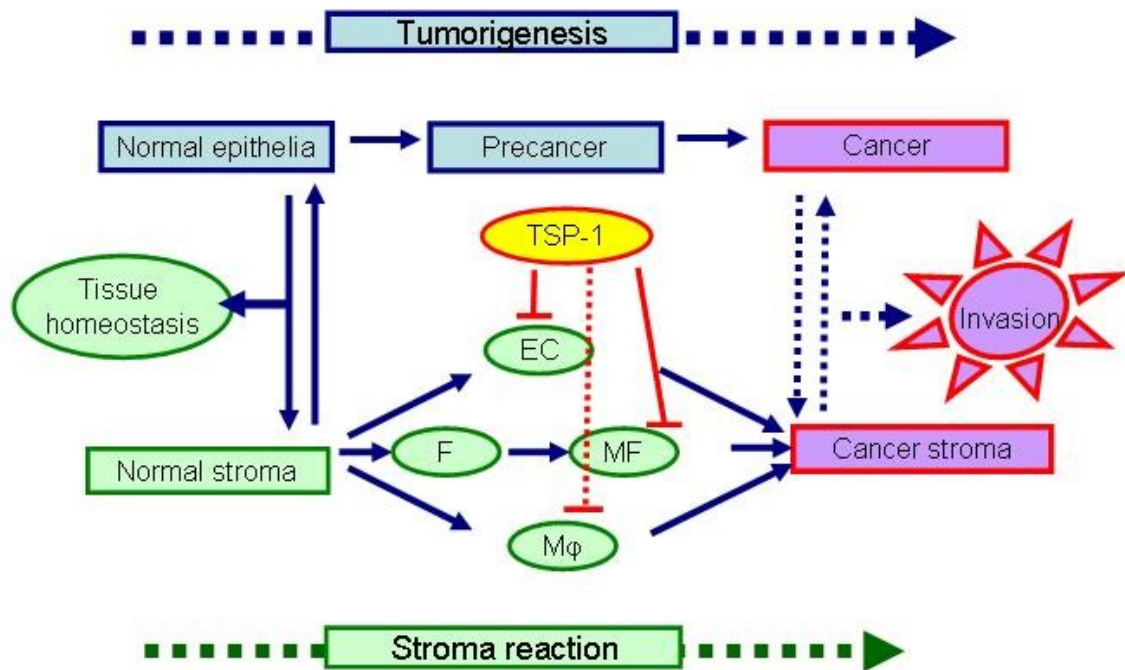 Tumorigenesis
Normal epithelia
Precancer
Cancer
TSP-1
Tissue
homeostasis
EC
Invasion
F
MF
Normal stroma
Cancer stroma
Mφ
Stroma reaction